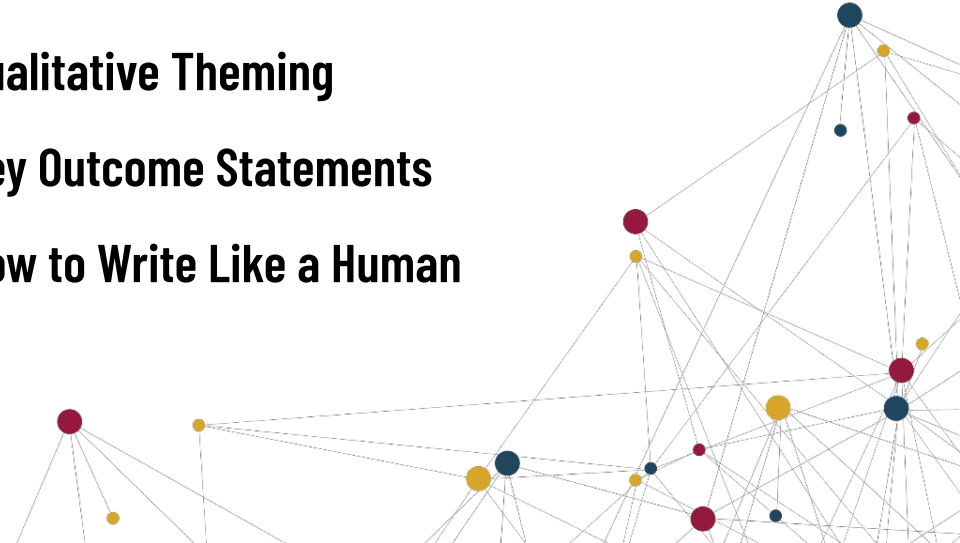 ualitative Theming
ey Outcome Statements
ow to Write Like a Human